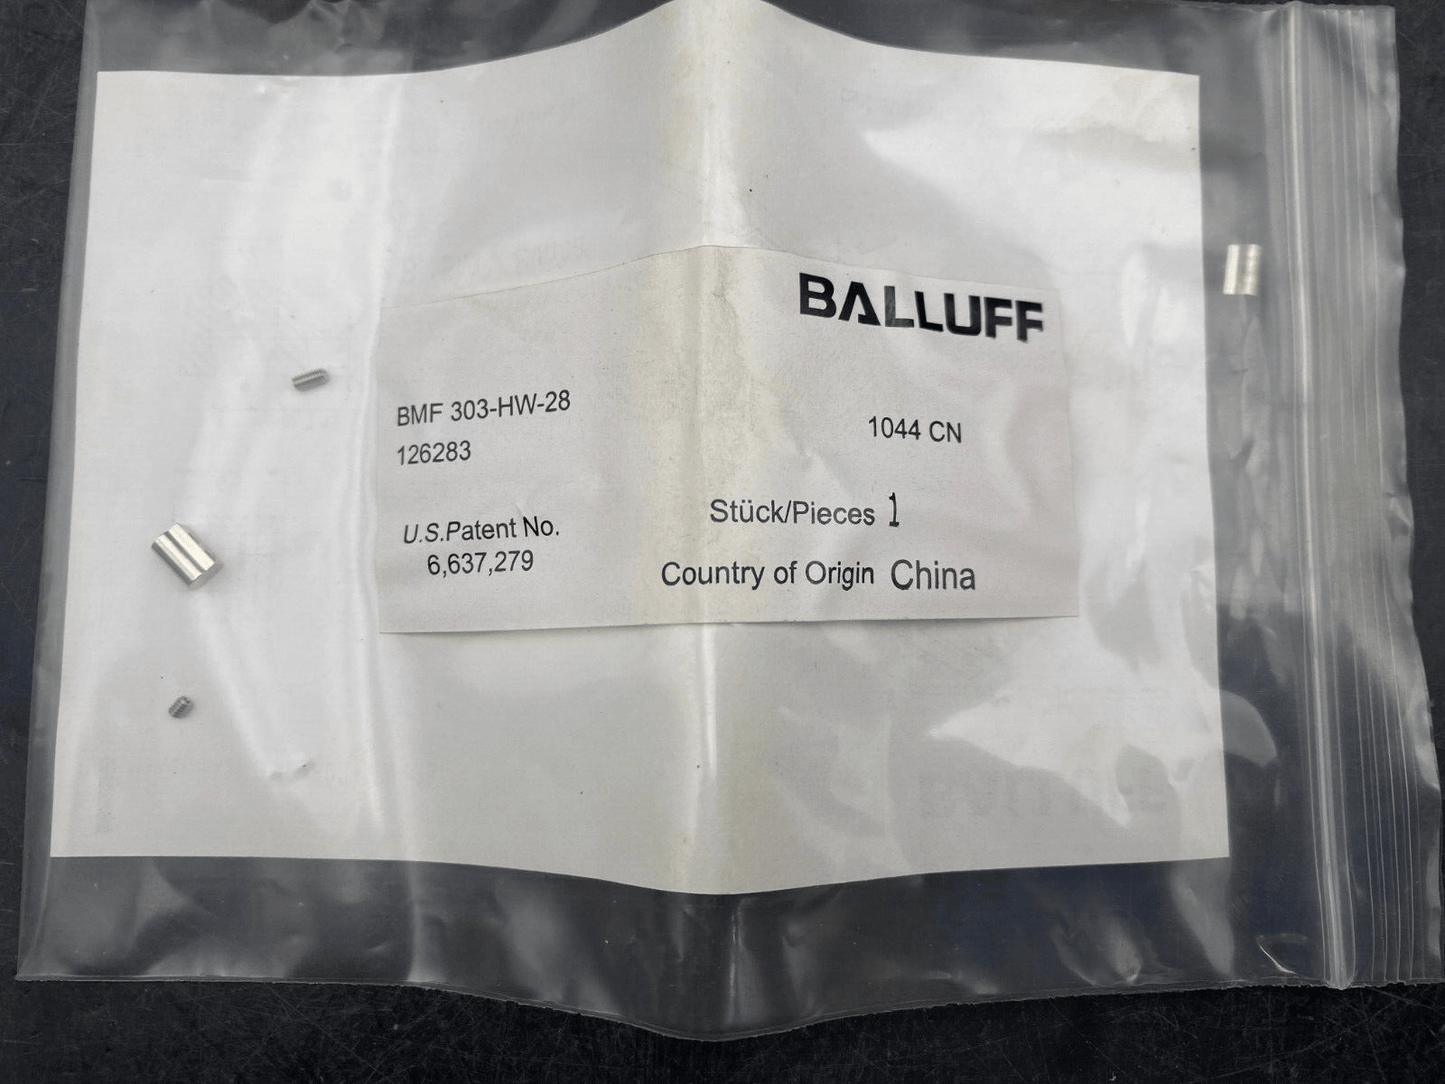 BALLUFF
BMF 303-HW-28
1044 CN
126283
Stück/Pieces 1
U.S.Patent No.
6,637,279
Country of Origin China